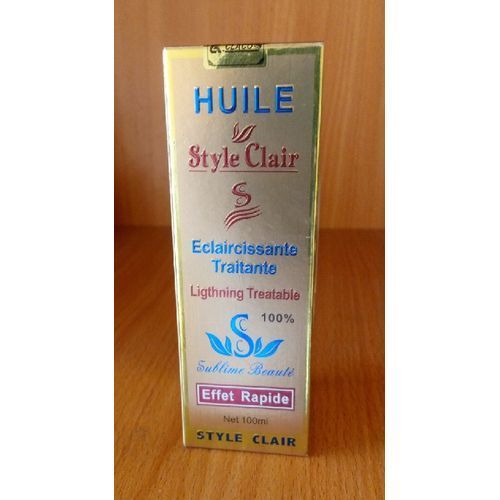 HUILE
Style Clair
Eclaircissante
Traitante
Ligthning Treatable
100%
Sublime Beauté
Effet Rapide
Net 100ml
STYLE CLAIR